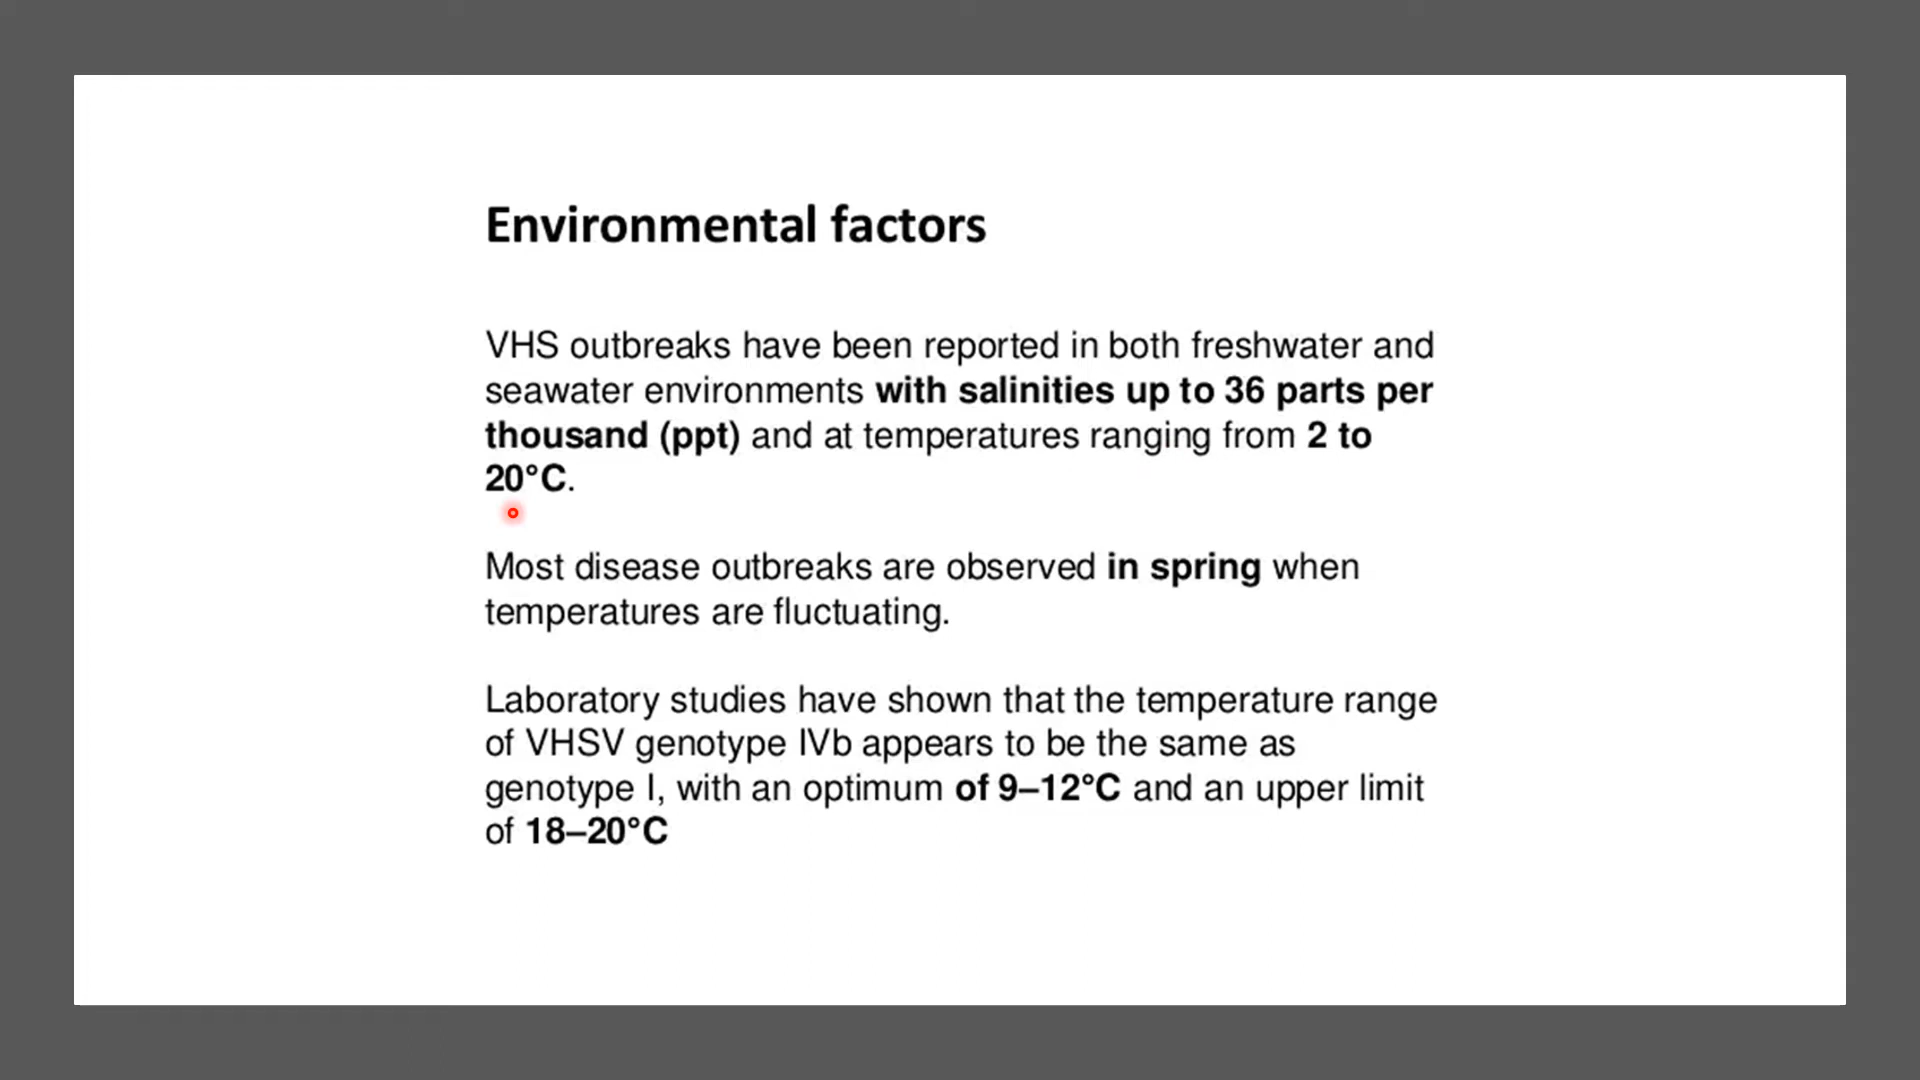 Environmental factors
VHS outbreaks have been reported in both freshwater and
seawater environments with salinities up to 36 parts per
thousand (ppt) and at temperatures ranging from 2 to
20°C.
Most disease outbreaks are observed in spring when
temperatures are fluctuating.
Laboratory studies have shown that the temperature range
of VHSV genotype IVb appears to be the same as
genotype I, with an optimum of 9–12°C and an upper limit
of 18–20°C